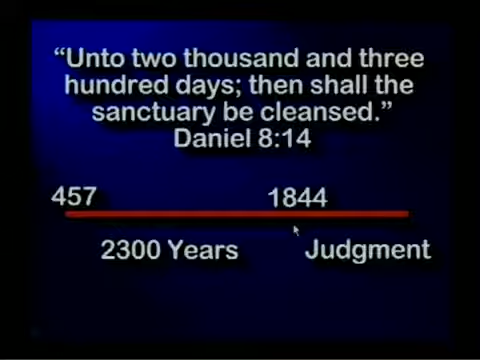 “Unto two thousand and three
hundred days; then shall the
sanctuary be cleansed.”
Daniel 8:14
457 1844
2300 Years Judgment